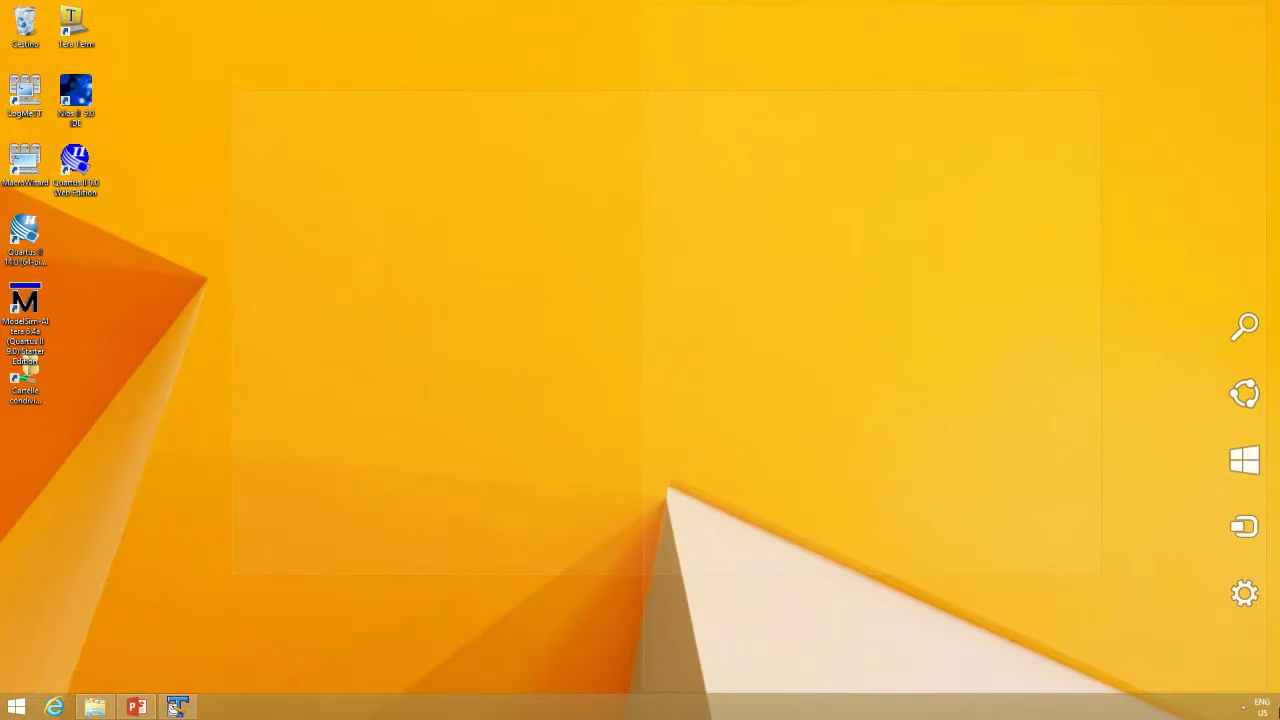 Cestino
Tera Term
LogMeTT
Nios II 9.0
IDE
MacroWizard
Quartus II 9.0
Web Edition
Quartus II
14.0 (64-bi...
M
ModelSim-Al
tera 6.4a
(Quartus II
9.0) Starter
Edition
Cartelle
condivi...
ENG
US